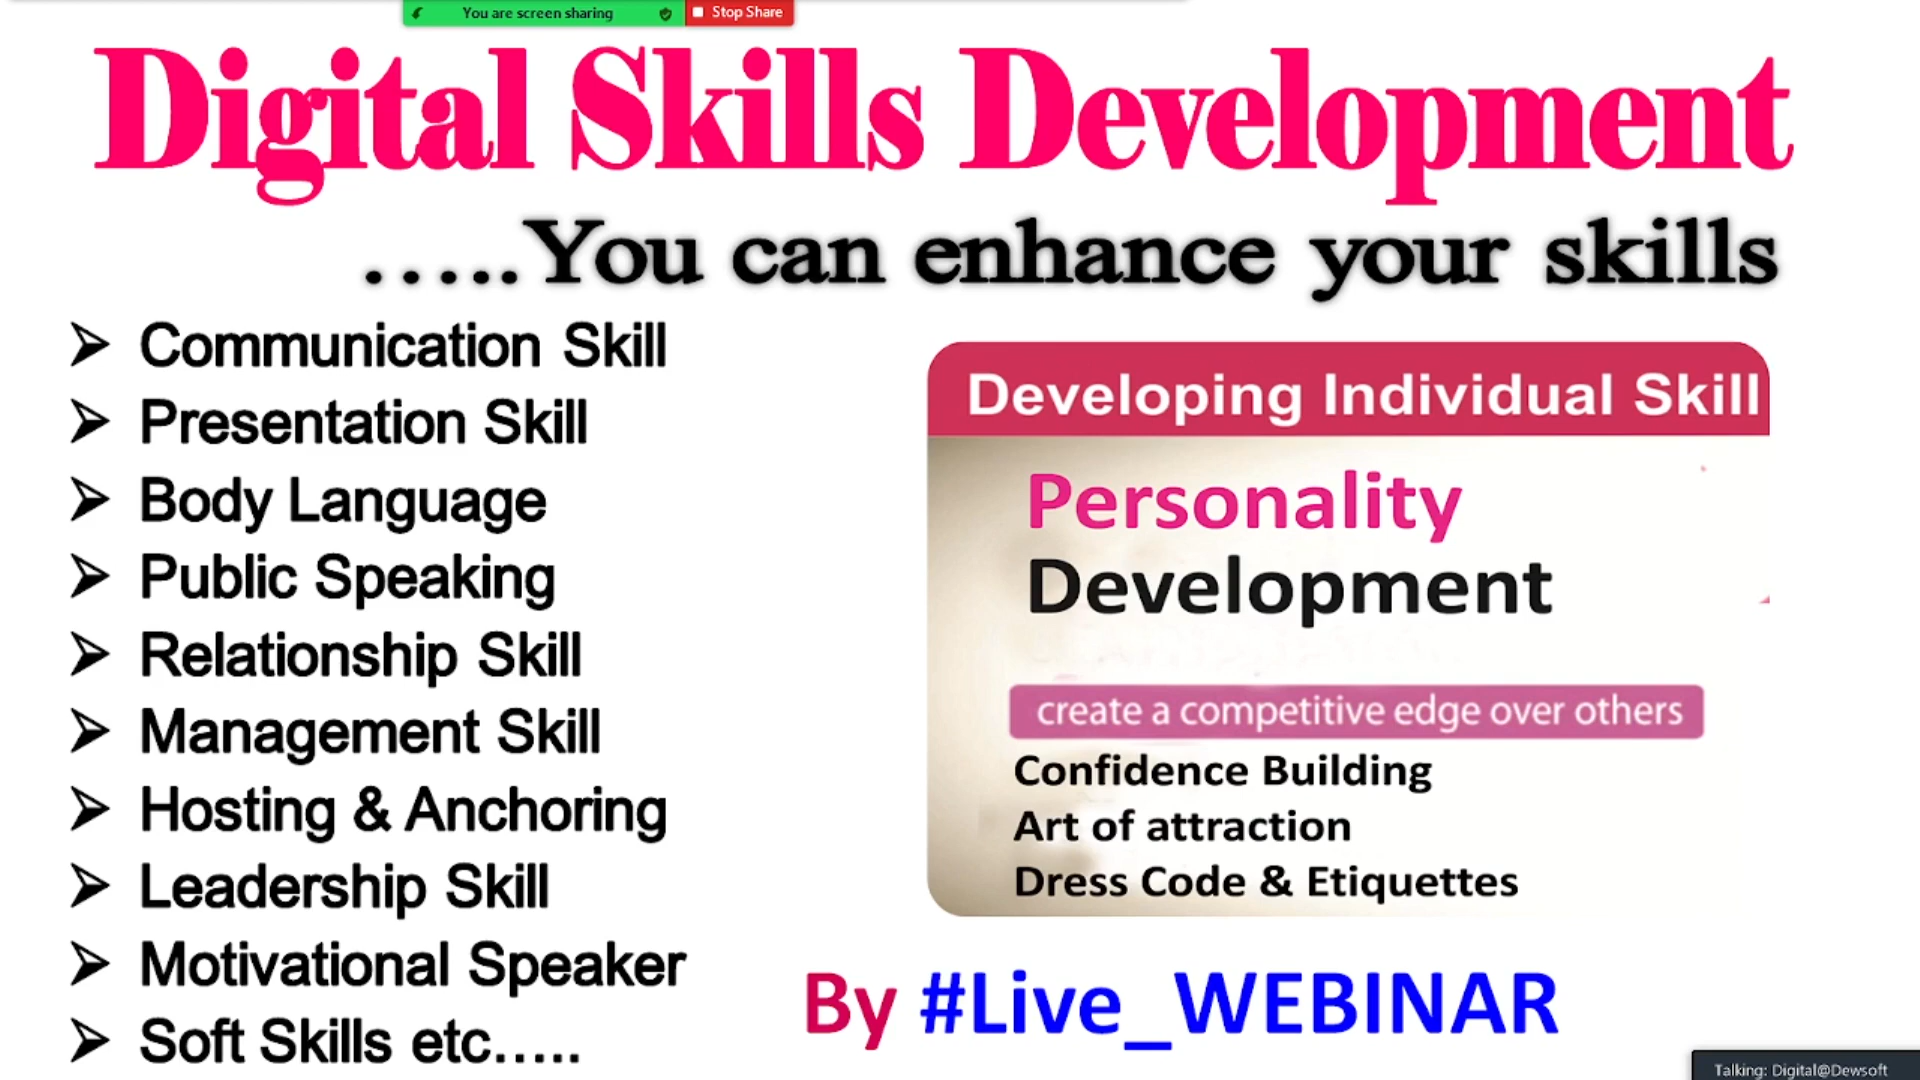 You are screen sharing
Stop Share
Digital Skills Development
.....You can enhance your skills
Communication Skill
Presentation Skill
Body Language
Public Speaking
Relationship Skill
Management Skill
Hosting & Anchoring
Leadership Skill
Motivational Speaker
Soft Skills etc.....
Developing Individual Skill
Personality
Development
create a competitive edge over others
Confidence Building
Art of attraction
Dress Code & Etiquettes
By #Live_WEBINAR
Talking: Digital@Dewsoft